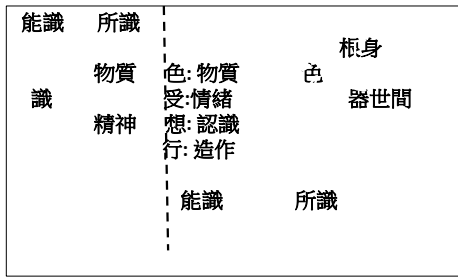 能識 所識
根身
物質 色: 物質 色
識 受:情緒 器世間
精神 想: 認識
行: 造作
能識 所識